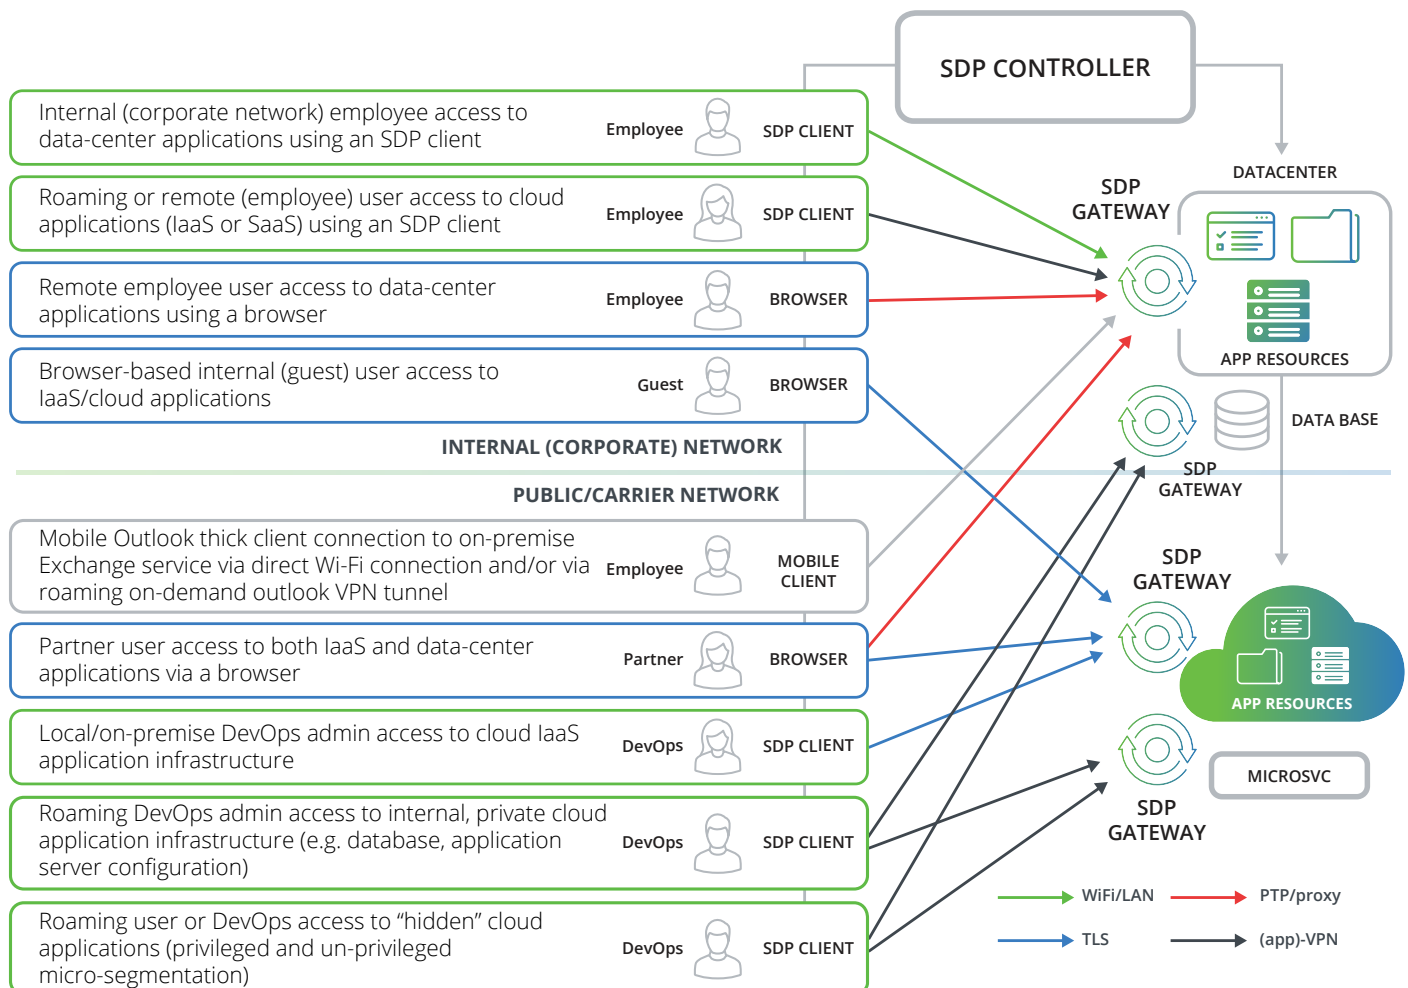 SDP CONTROLLER
Internal (corporate network) employee access to
data-center applications using an SDP client
Employee
SDP CLIENT
Roaming or remote (employee) user access to cloud
applications (IaaS or SaaS) using an SDP client
Employee
SDP CLIENT
Remote employee user access to data-center
applications using a browser
Employee
BROWSER
Browser-based internal (guest) user access to
IaaS/cloud applications
Guest
BROWSER
INTERNAL (CORPORATE) NETWORK
PUBLIC/CARRIER NETWORK
Mobile Outlook thick client connection to on-premise
Exchange service via direct Wi-Fi connection and/or via
roaming on-demand outlook VPN tunnel
Employee
MOBILE
CLIENT
Partner user access to both IaaS and data-center
applications via a browser
Partner
BROWSER
Local/on-premise DevOps admin access to cloud IaaS
application infrastructure
DevOps
SDP CLIENT
Roaming DevOps admin access to internal, private cloud
application infrastructure (e.g. database, application
server configuration)
DevOps
SDP CLIENT
Roaming user or DevOps access to “hidden” cloud
applications (privileged and un-privileged
micro-segmentation)
DevOps
SDP CLIENT
DATACENTER
SDP
GATEWAY
APP RESOURCES
DATA BASE
SDP
GATEWAY
SDP
GATEWAY
APP RESOURCES
MICROSVC
SDP
GATEWAY
WiFi/LAN
PTP/proxy
TLS
(app)-VPN